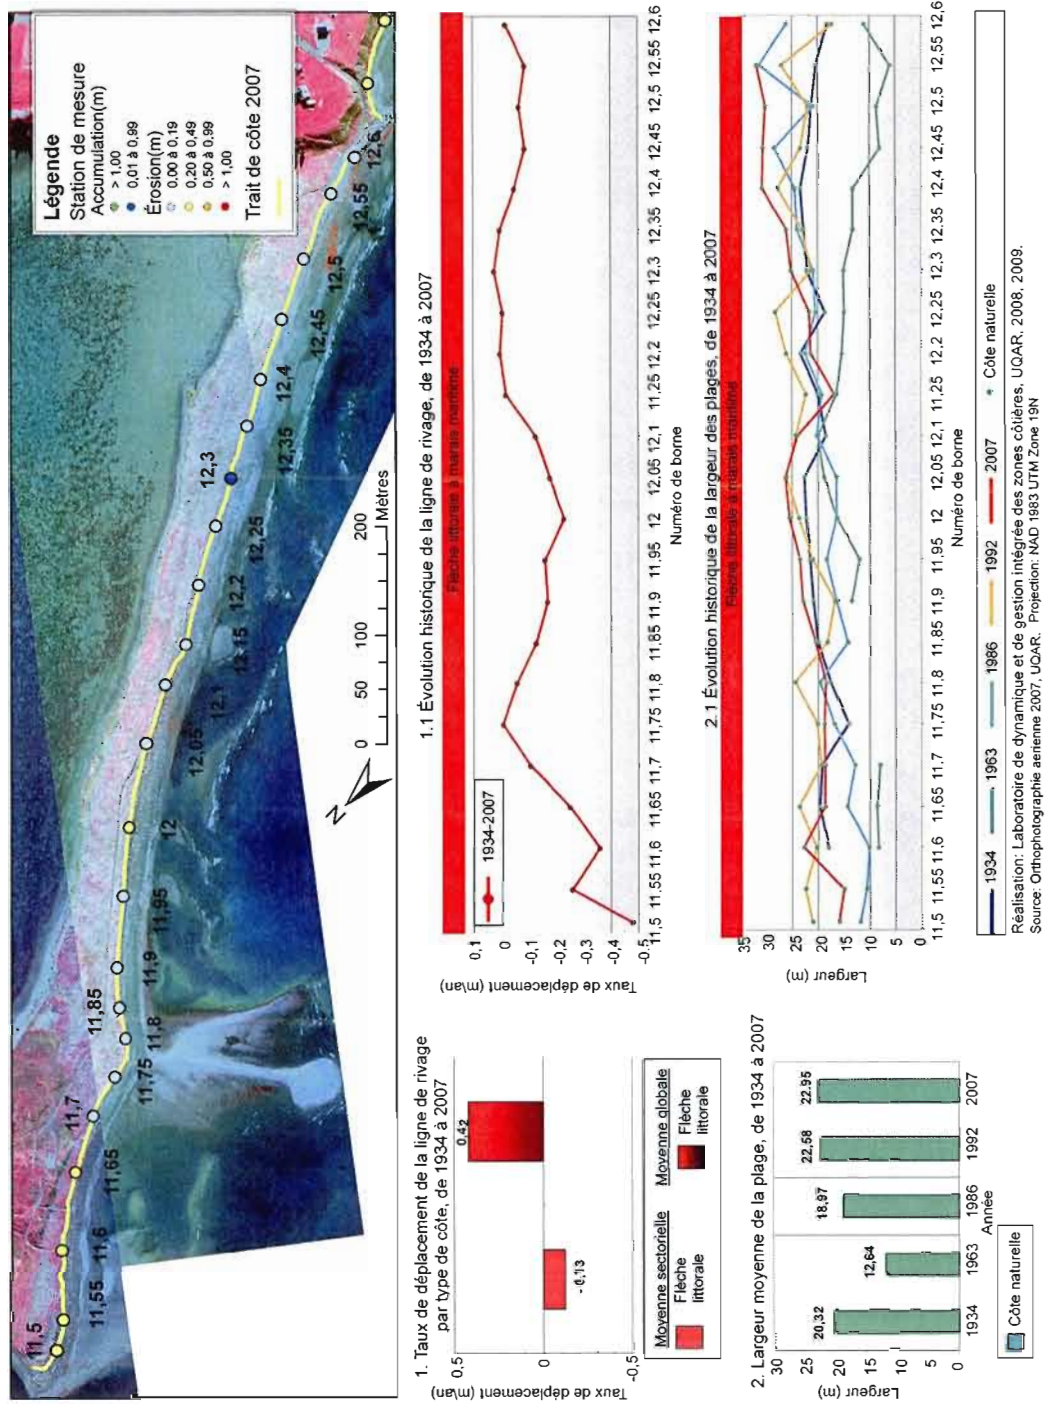 Légende
Station de mesure
Accumulation(m)
> 1,00
0,01 à 0,99
Érosion(m)
0,00 à 0,19
0,20 à 0,49
0,50 à 0,99
> 1,00
Trait de côte 2007
11,5
11,55
11,6
11,65
11,7
11,75
11,8
11,85
11,9
11,95
12
12,05
12,1
12,15
12,2
12,25
12,3
12,35
12,4
12,45
12,5
12,55
12,6
N
0 50 100 200
Mètres
1. Taux de déplacement de la ligne de rivage
par type de côte, de 1934 à 2007
Taux de déplacement (m\an)
0,5
0
-0,5
0,42
-0,13
Moyenne sectorielle
Flèche
littorale
Moyenne globale
Flèche
littorale
1.1 Évolution historique de la ligne de rivage, de 1934 à 2007
Flèche littorale à marais maritime
1934-2007
Taux de déplacement (m\an)
0,1
0
-0,1
-0,2
-0,3
-0,4
-0.5
11,5 11,55 11,6 11,65 11,7 11,75 11,8 11,85 11,9 11,95 12 12.05 12,1 11,25 12,2 12,25 12,3 12,35 12,4 12,45 12,5 12,55 12,6
Numéro de borne
2. Largeur moyenne de la plage, de 1934 à 2007
Largeur (m)
30
25
20
15
10
5
0
20,32 12,64 18,97 22,58 22.95
1934 1963 1986 1992 2007
Année
Côte naturelle
2.1 Évolution historique de la largeur des plages, de 1934 à 2007
Flèche littorale à marais maritime
Largeur (m)
35
30
25
20
15
10
5
0
11,5 11,55 11,6 11,65 11,7 11,75 11,8 11,85 11,9 11,95 12 12,05 12,1 11,25 12,2 12,25 12,3 12,35 12,4 12,45 12,5 12,55 12,6
Numéro de borne
1934 1963 1986 1992 2007 Côte naturelle
Réalisation: Laboratoire de dynamique et de gestion intégrée des zones côtières, UQAR, 2008, 2009.
Source: Orthophotographie aerienne 2007, UQAR. Projection: NAD 1983 UTM Zone 19N